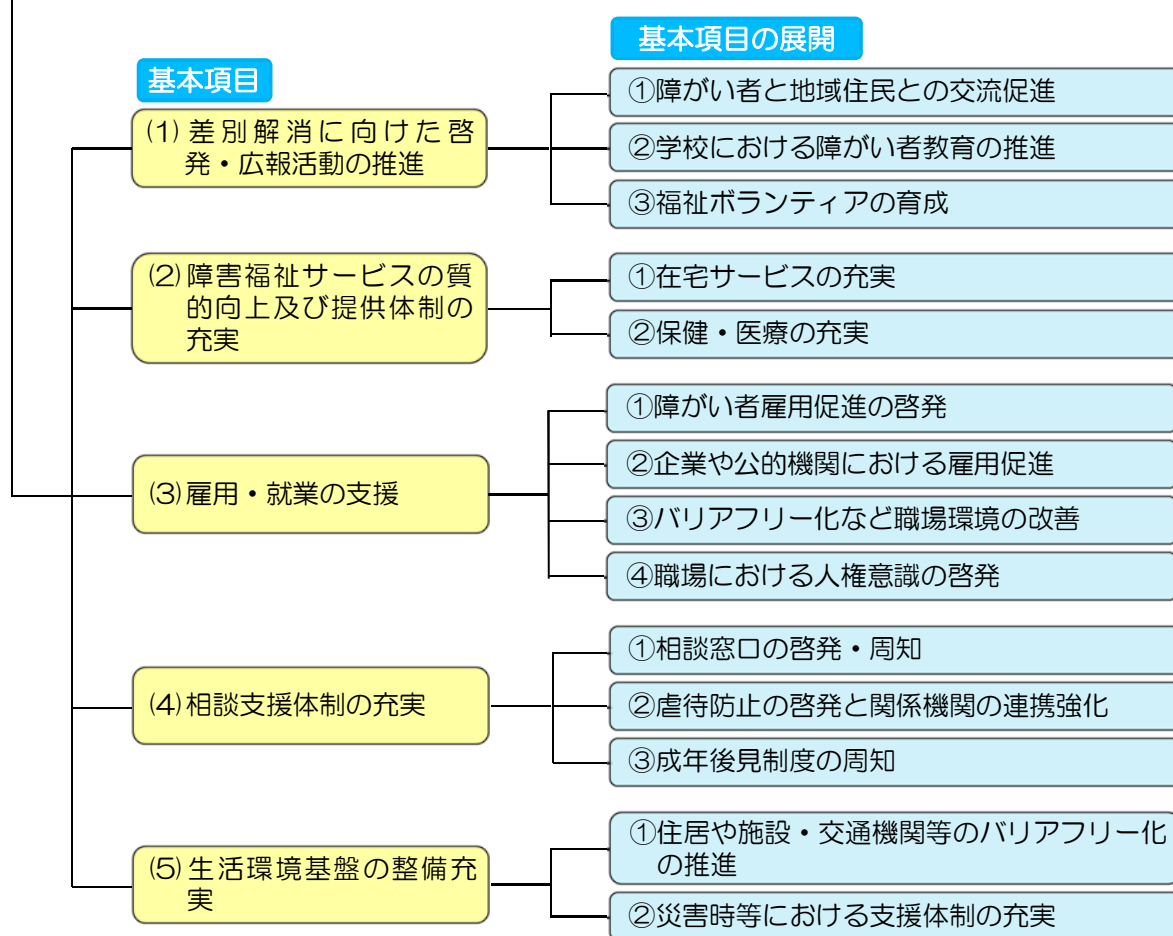 基本項目の展開
基本項目
(1)差別解消に向けた啓
発・広報活動の推進
①障がい者と地域住民との交流促進
②学校における障がい者教育の推進
③福祉ボランティアの育成
(2)障害福祉サービスの質
的向上及び提供体制の
充実
①在宅サービスの充実
②保健・医療の充実
(3)雇用・就業の支援
①障がい者雇用促進の啓発
②企業や公的機関における雇用促進
③バリアフリー化など職場環境の改善
④職場における人権意識の啓発
(4)相談支援体制の充実
①相談窓口の啓発・周知
②虐待防止の啓発と関係機関の連携強化
③成年後見制度の周知
(5)生活環境基盤の整備充
実
①住居や施設・交通機関等のバリアフリー化
の推進
②災害時等における支援体制の充実